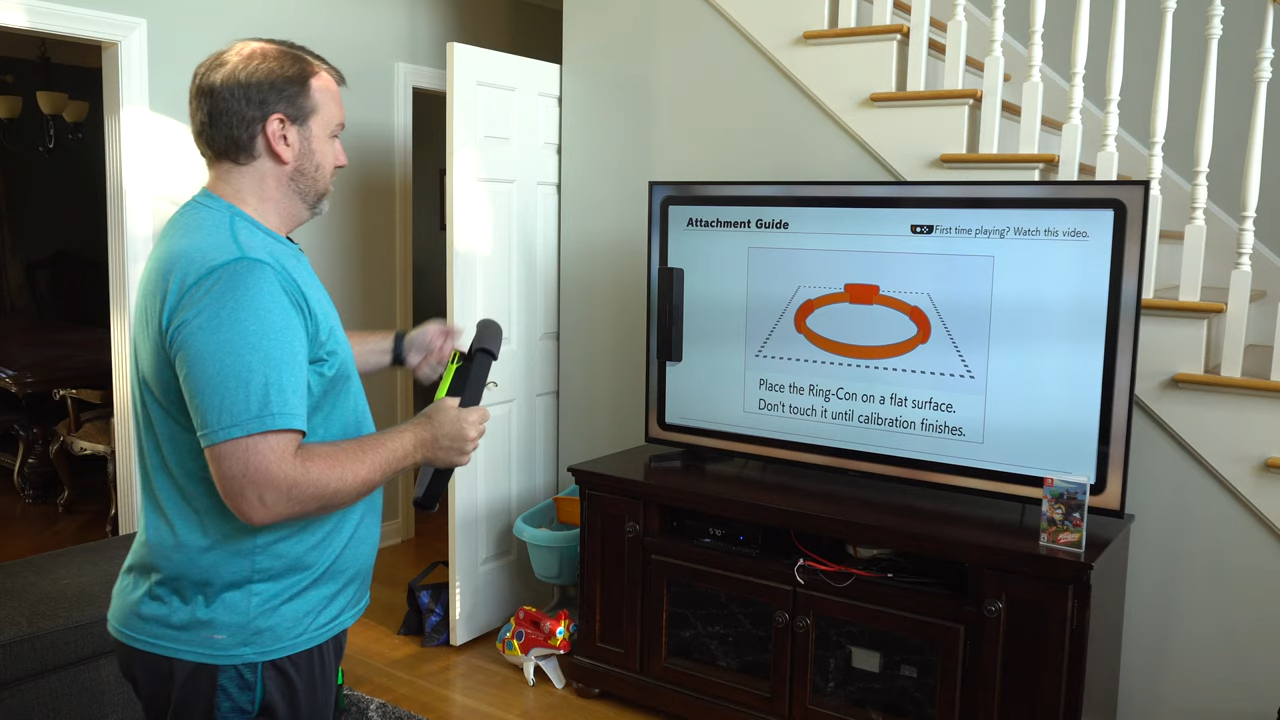 Attachment Guide
First time playing? Watch this video.
Place the Ring-Con on a flat surface.
Don't touch it until calibration finishes.